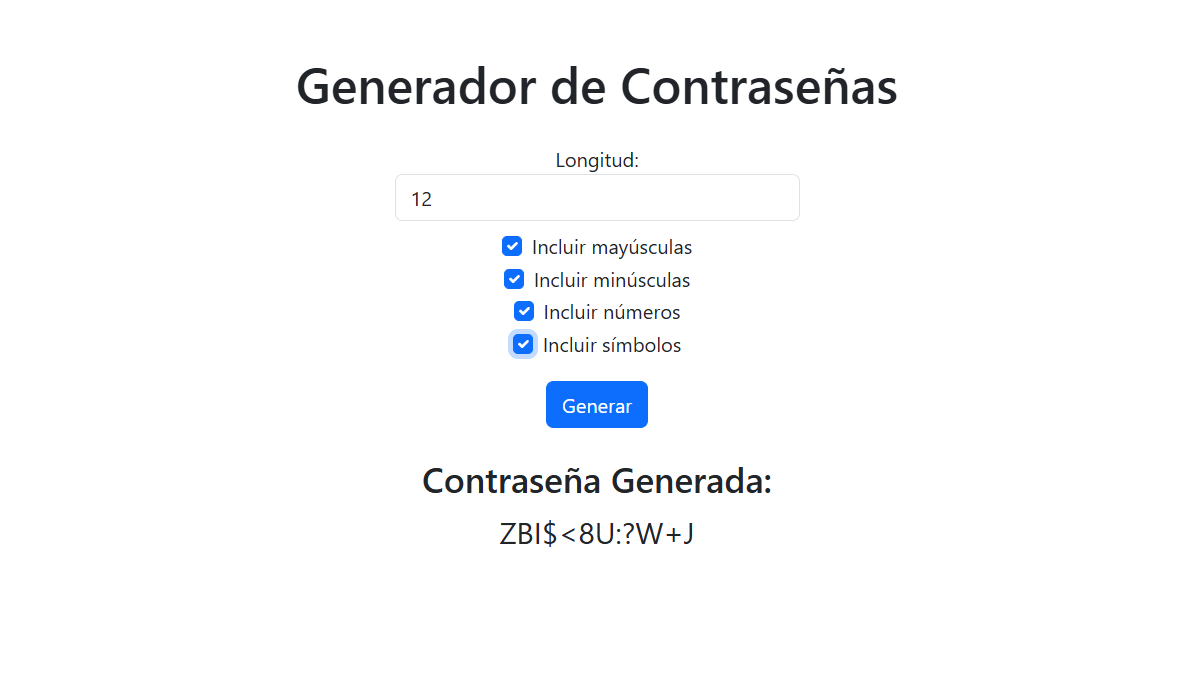 Generador de Contraseñas
Longitud:
12
Incluir mayúsculas
Incluir minúsculas
Incluir números
Incluir símbolos
Generar
Contraseña Generada:
ZBI$<8U:?W+J